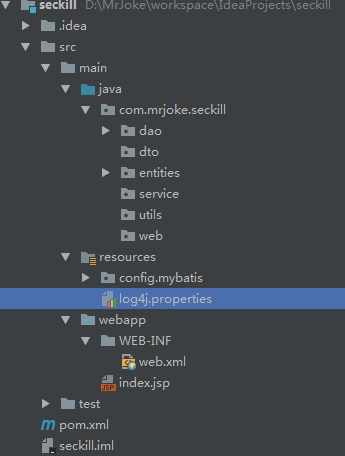 seckill D:\MrJoke\workspace\IdeaProjects\seckill
.idea
src
main
java
com.mrjoke.seckill
dao
dto
entities
service
utils
web
resources
config.mybatis
log4j.properties
webapp
WEB-INF
web.xml
JSP index.jsp
test
m pom.xml
seckill.iml